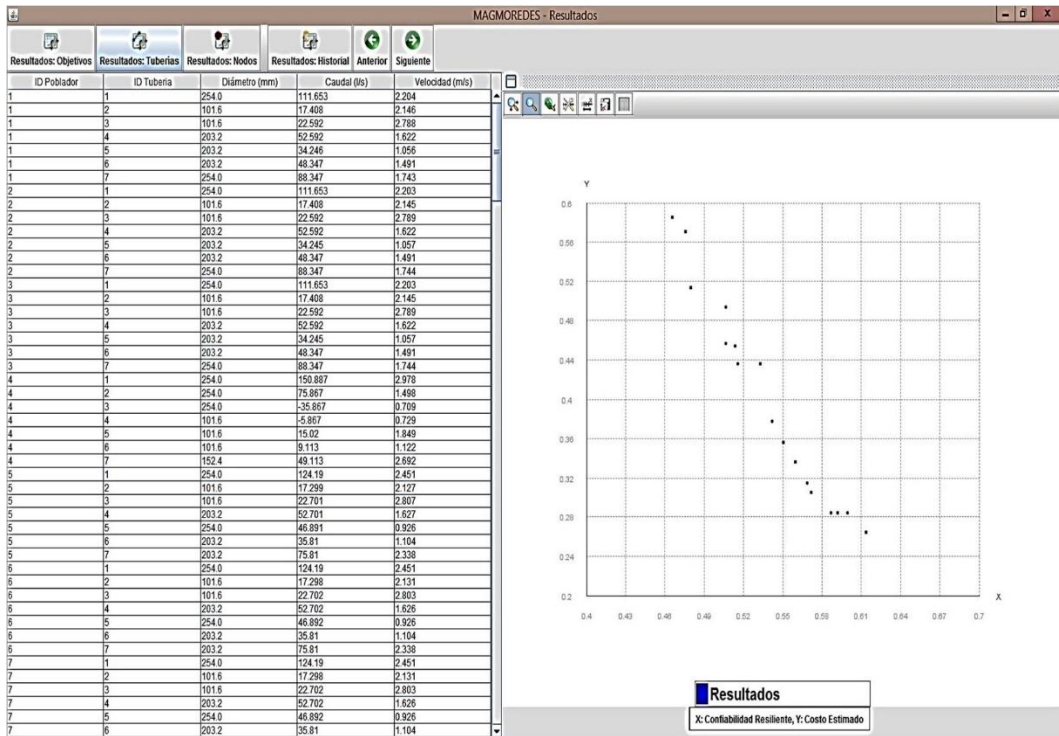 MAGMOREDES - Resultados
Resultados: Objetivos Resultados: Tuberías Resultados: Nodos Resultados: Historial Anterior Siguiente
ID Poblador ID Tubería Diámetro (mm) Caudal (l/s) Velocidad (m/s)
1 1 254.0 111.653 2.204
1 2 101.6 17.408 2.146
1 3 101.6 22.592 2.788
1 4 203.2 52.592 1.622
1 5 203.2 34.246 1.056
1 6 203.2 48.347 1.491
1 7 254.0 88.347 1.743
2 1 254.0 111.653 2.203
2 2 101.6 17.408 2.145
2 3 101.6 22.592 2.789
2 4 203.2 52.592 1.622
2 5 203.2 34.245 1.057
2 6 203.2 48.347 1.491
2 7 254.0 88.347 1.744
3 1 254.0 111.653 2.203
3 2 101.6 17.408 2.145
3 3 101.6 22.592 2.789
3 4 203.2 52.592 1.622
3 5 203.2 34.245 1.057
3 6 203.2 48.347 1.491
3 7 254.0 88.347 1.744
4 1 254.0 150.887 2.978
4 2 254.0 75.867 1.498
4 3 254.0 -35.867 0.709
4 4 101.6 -5.867 0.729
4 5 101.6 15.02 1.849
4 6 101.6 9.113 1.122
4 7 152.4 49.113 2.692
5 1 254.0 124.19 2.451
5 2 101.6 17.299 2.127
5 3 101.6 22.701 2.807
5 4 203.2 52.701 1.627
5 5 254.0 46.891 0.926
5 6 203.2 35.81 1.104
5 7 203.2 75.81 2.338
6 1 254.0 124.19 2.451
6 2 101.6 17.298 2.131
6 3 101.6 22.702 2.803
6 4 203.2 52.702 1.626
6 5 254.0 46.892 0.926
6 6 203.2 35.81 1.104
6 7 203.2 75.81 2.338
7 1 254.0 124.19 2.451
7 2 101.6 17.298 2.131
7 3 101.6 22.702 2.803
7 4 203.2 52.702 1.626
7 5 254.0 46.892 0.926
7 6 203.2 35.81 1.104
Y
0.6
0.56
0.52
0.48
0.44
0.4
0.36
0.32
0.28
0.24
0.2
X
0.4 0.43 0.46 0.49 0.52 0.55 0.58 0.61 0.64 0.67 0.7
Resultados
X: Confiabilidad Resiliente, Y: Costo Estimado